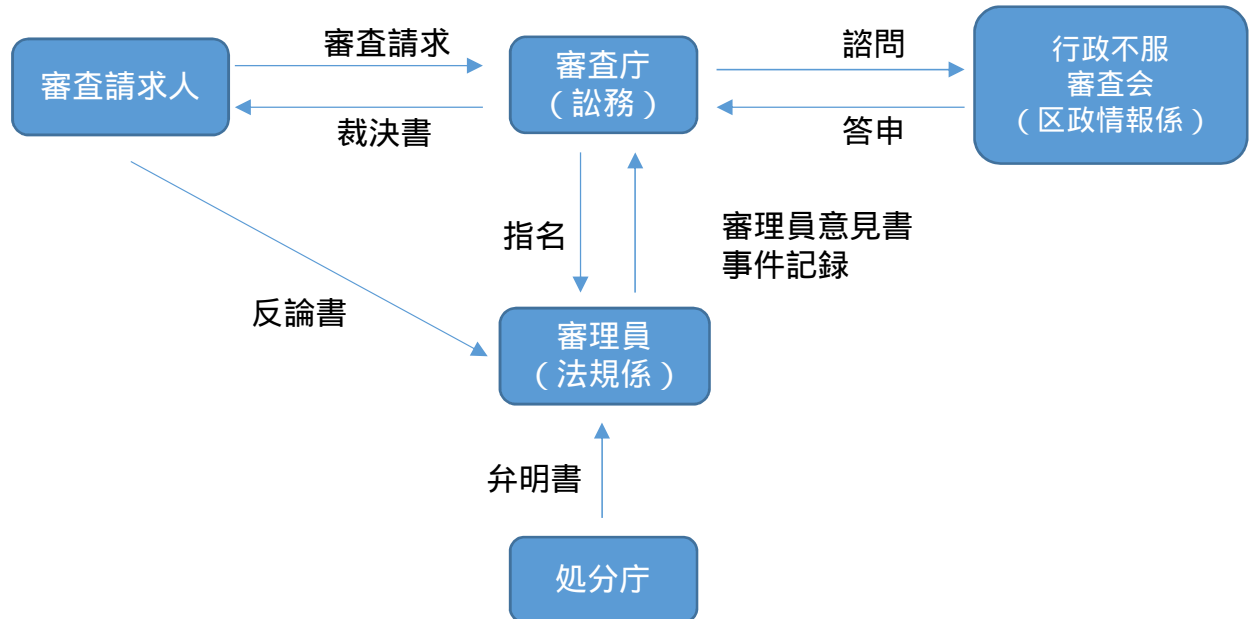 審査請求人
審査請求
裁決書
審査庁
（訟務）
諮問
答申
行政不服
審査会
（区政情報係）
指名
審理員意見書
事件記録
反論書
審理員
（法規係）
弁明書
処分庁